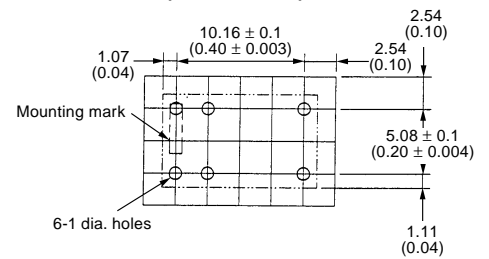 2.54
(0.10)
10.16 ± 0.1
(0.40 ± 0.003)
1.07
(0.04)
2.54
(0.10)
Mounting mark
5.08 ± 0.1
(0.20 ± 0.004)
6-1 dia. holes
1.11
(0.04)